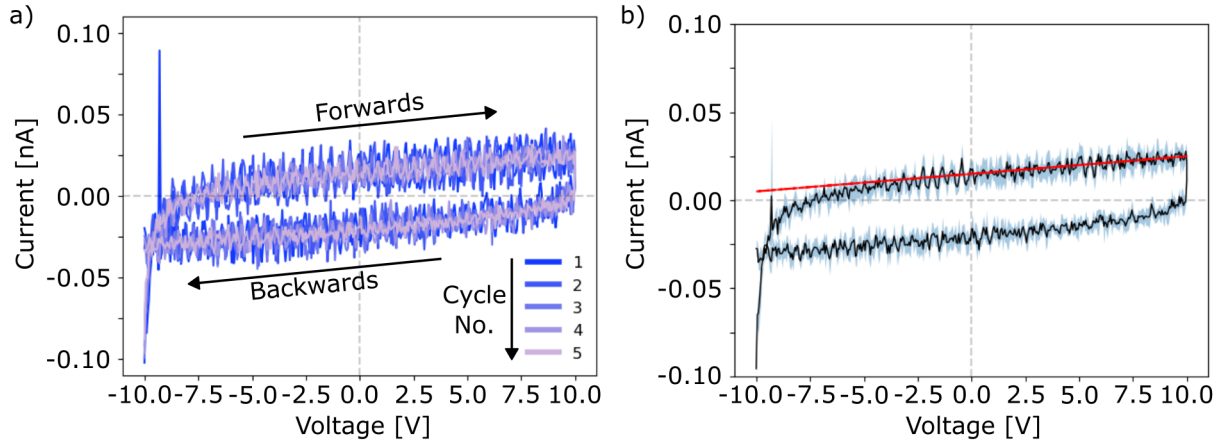 a)
Current [nA]
0.10
0.05
0.00
-0.05
-0.10
Forwards
Backwards
Cycle
No.
1
2
3
4
5
-10.0 -7.5 -5.0 -2.5 0.0 2.5 5.0 7.5 10.0
Voltage [V]
b)
Current [nA]
0.10
0.05
0.00
-0.05
-0.10
-10.0 -7.5 -5.0 -2.5 0.0 2.5 5.0 7.5 10.0
Voltage [V]